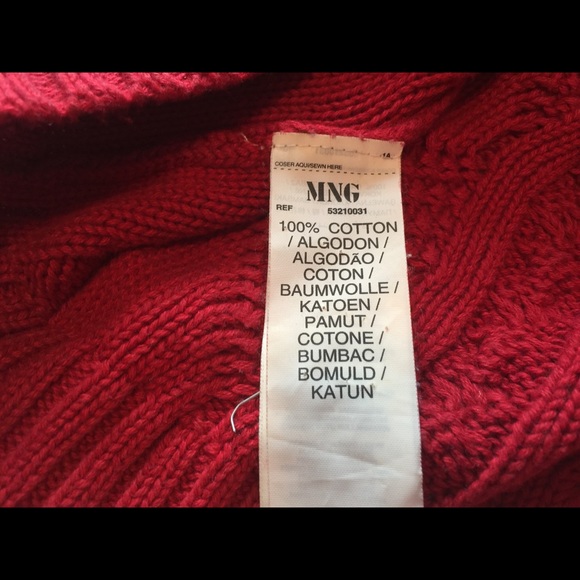 COSER AQUI/SEWN HERE
MNG
REF 53210031
100% COTTON
/ ALGODON /
ALGODÃO /
COTON /
BAUMWOLLE /
KATOEN /
PAMUT /
COTONE /
BUMBAC /
BOMULD /
KATUN